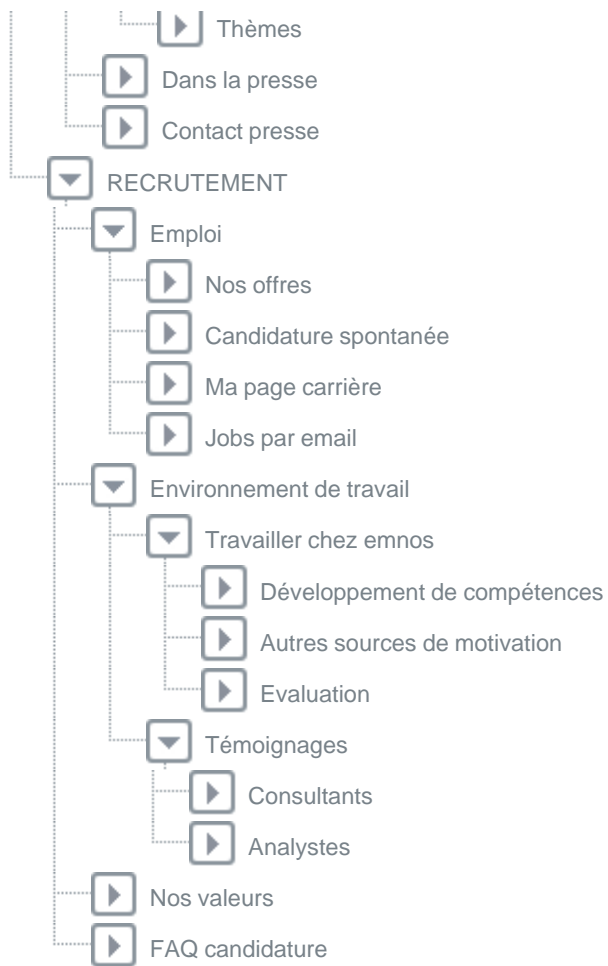 Thèmes
Dans la presse
Contact presse
RECRUTEMENT
Emploi
Nos offres
Candidature spontanée
Ma page carrière
Jobs par email
Environnement de travail
Travailler chez emnos
Développement de compétences
Autres sources de motivation
Evaluation
Témoignages
Consultants
Analystes
Nos valeurs
FAQ candidature